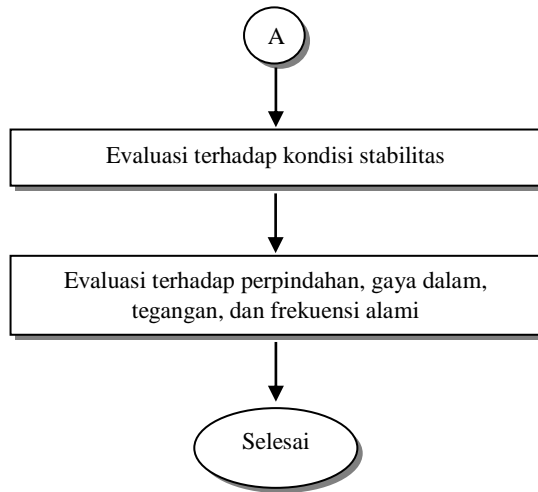 A
Evaluasi terhadap kondisi stabilitas
Evaluasi terhadap perpindahan, gaya dalam,
tegangan, dan frekuensi alami
Selesai